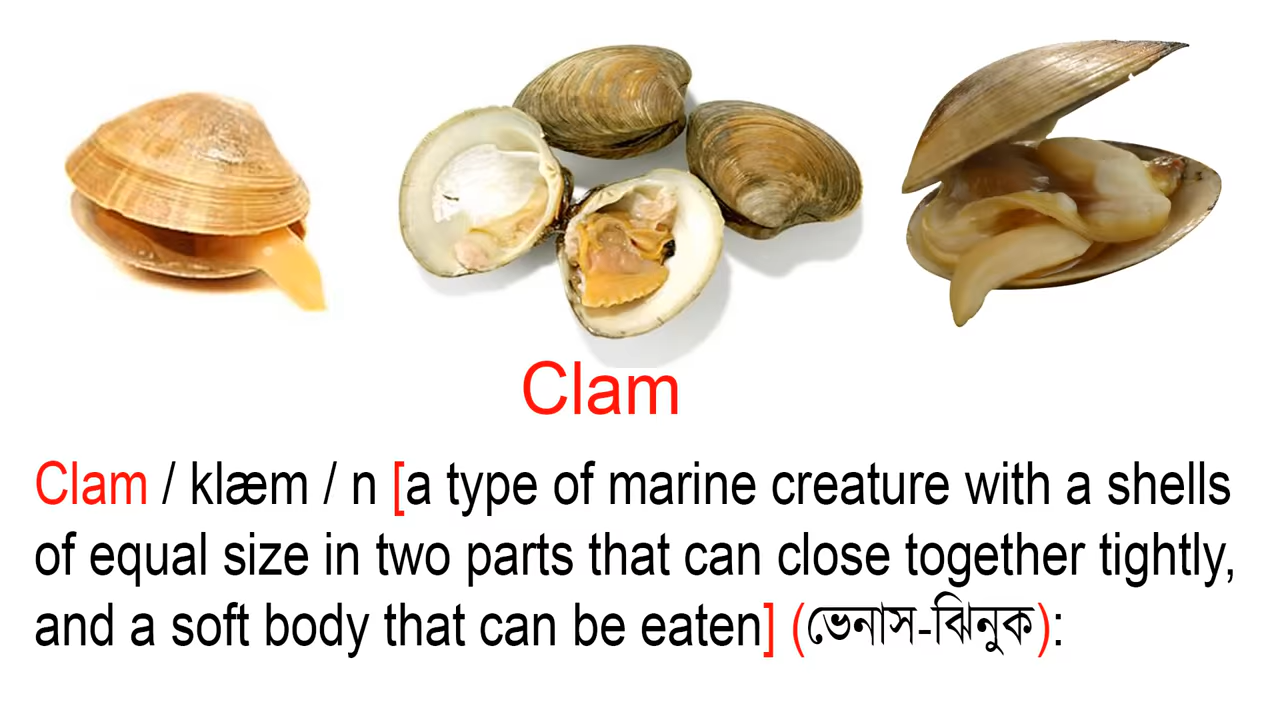 Clam
Clam / klæm / n [a type of marine creature with a shells
of equal size in two parts that can close together tightly,
and a soft body that can be eaten] (ভেনাস-ঝিনুক):